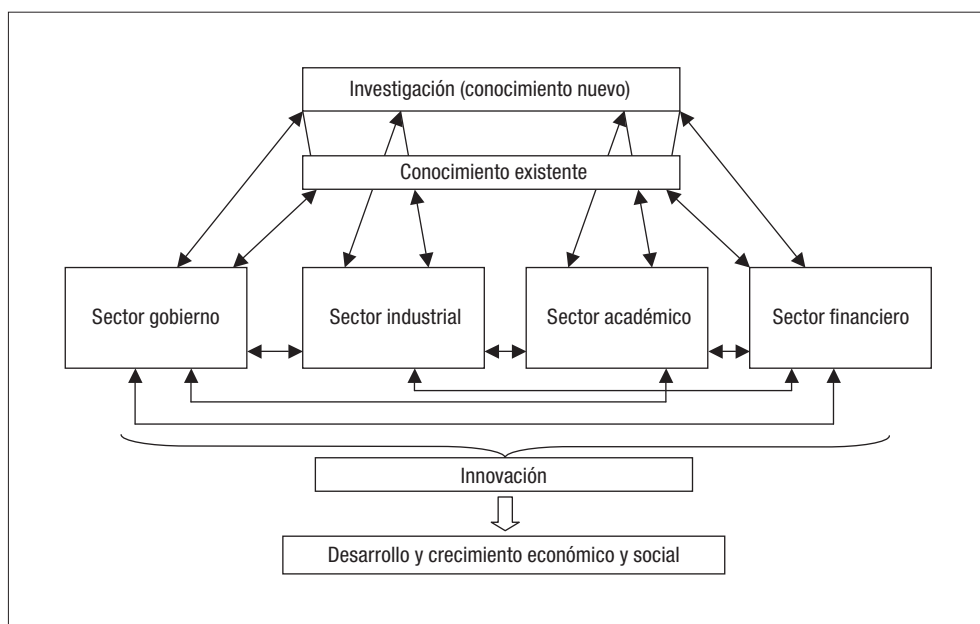 Investigación (conocimiento nuevo)
Conocimiento existente
Sector gobierno
Sector industrial
Sector académico
Sector financiero
Innovación
Desarrollo y crecimiento económico y social